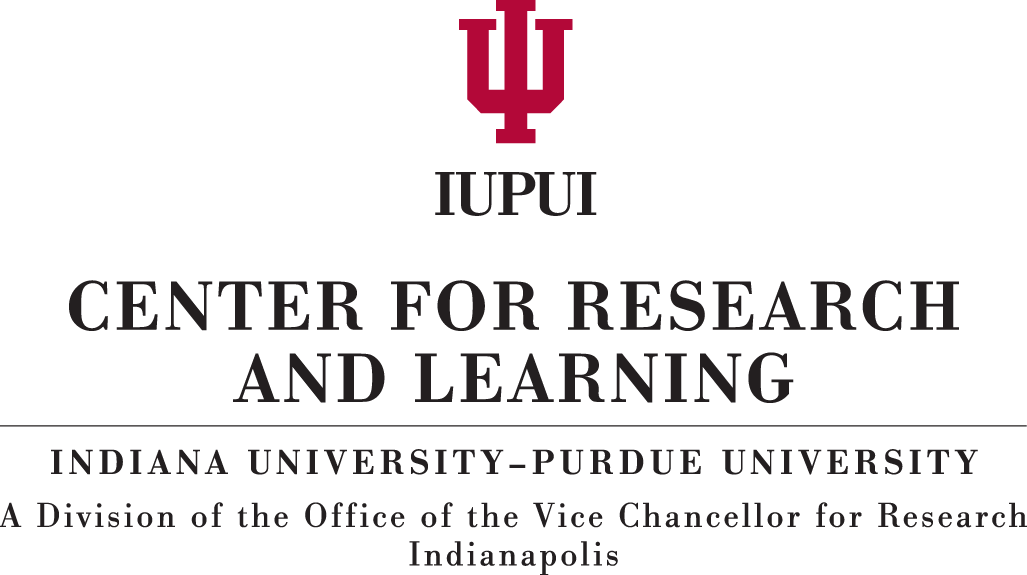 IUPUI
CENTER FOR RESEARCH
AND LEARNING
INDIANA UNIVERSITY–PURDUE UNIVERSITY
A Division of the Office of the Vice Chancellor for Research
Indianapolis